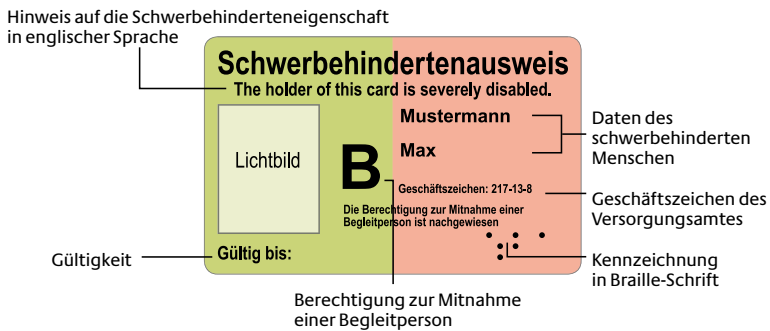 Hinweis auf die Schwerbehinderteneigenschaft
in englischer Sprache
Schwerbehindertenausweis
The holder of this card is severely disabled.
Lichtbild
B
Mustermann
Max
Geschäftszeichen: 217-13-8
Die Berechtigung zur Mitnahme einer
Begleitperson ist nachgewiesen
Gültig bis:
Daten des
schwerbehinderten
Menschen
Geschäftszeichen des
Versorgungsamtes
Kennzeichnung
in Braille-Schrift
Gültigkeit
Berechtigung zur Mitnahme
einer Begleitperson